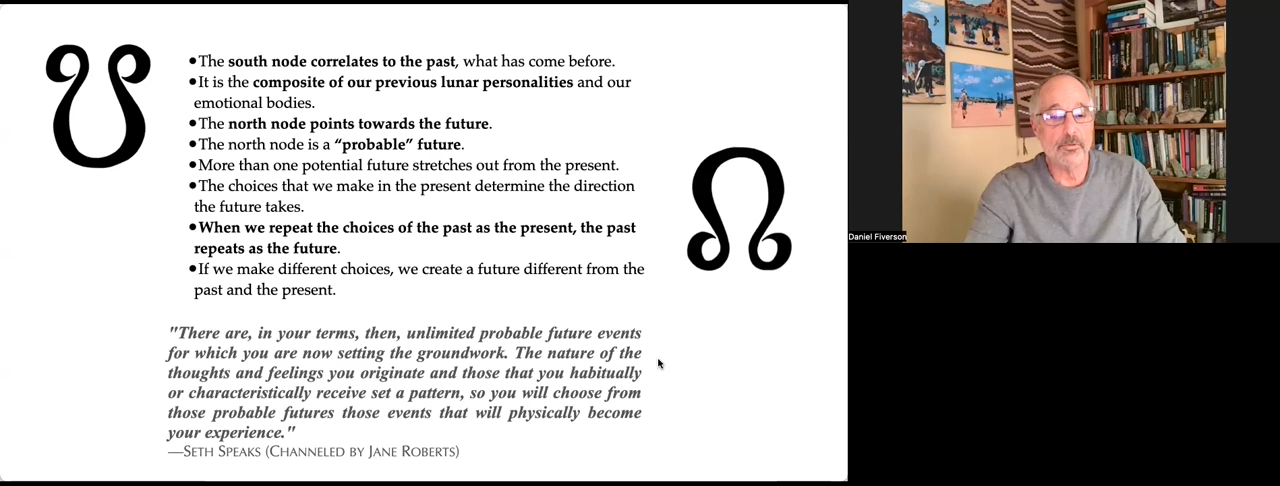 ●The south node correlates to the past, what has come before.
●It is the composite of our previous lunar personalities and our
emotional bodies.
●The north node points towards the future.
●The north node is a “probable” future.
●More than one potential future stretches out from the present.
●The choices that we make in the present determine the direction
the future takes.
●When we repeat the choices of the past as the present, the past
repeats as the future.
●If we make different choices, we create a future different from the
past and the present.
"There are, in your terms, then, unlimited probable future events
for which you are now setting the groundwork. The nature of the
thoughts and feelings you originate and those that you habitually
or characteristically receive set a pattern, so you will choose from
those probable futures those events that will physically become
your experience."
—Seth Speaks (Channeled by Jane Roberts)
Daniel Fiverson